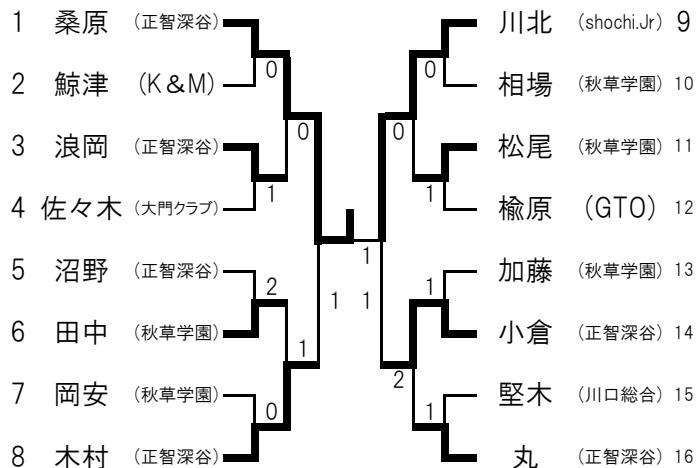 1 桑原 (正智深谷)
0
2 鯨津 (K&M)
0
3 浪岡 (正智深谷)
1
4 佐々木 (大門クラブ)
5 沼野 (正智深谷)
2
6 田中 (秋草学園)
1
7 岡安 (秋草学園)
0
8 木村 (正智深谷)
1
1 1
川北 (shochi.Jr) 9
0
相場 (秋草学園) 10
0
松尾 (秋草学園) 11
1
楡原 (GTO) 12
加藤 (秋草学園) 13
1
小倉 (正智深谷) 14
2
堅木 (川口総合) 15
1
丸 (正智深谷) 16